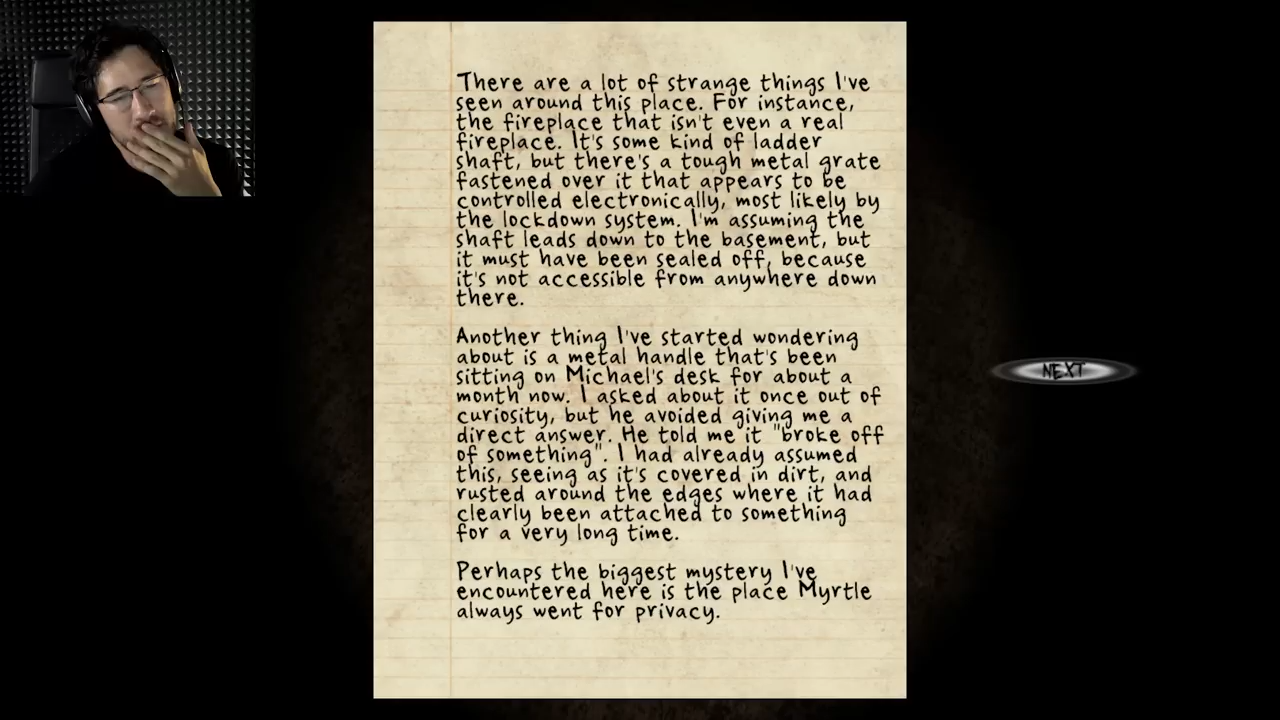 There are a lot of strange things I've
seen around this place. For instance,
the fireplace that isn't even a real
fireplace. It's some kind of ladder
shaft, but there's a tough metal grate
fastened over it that appears to be
controlled electronically, most likely by
the lockdown system. I'm assuming the
shaft leads down to the basement, but
it must have been sealed off, because
it's not accessible from anywhere down
there.
Another thing I've started wondering
about is a metal handle that's been
sitting on Michael's desk for about a
month now. I asked about it once out of
curiosity, but he avoided giving me a
direct answer. He told me it "broke off
of something". I had already assumed
this, seeing as it's covered in dirt, and
rusted around the edges where it had
clearly been attached to something
for a very long time.
Perhaps the biggest mystery I've
encountered here is the place Myrtle
always went for privacy.
NEXT